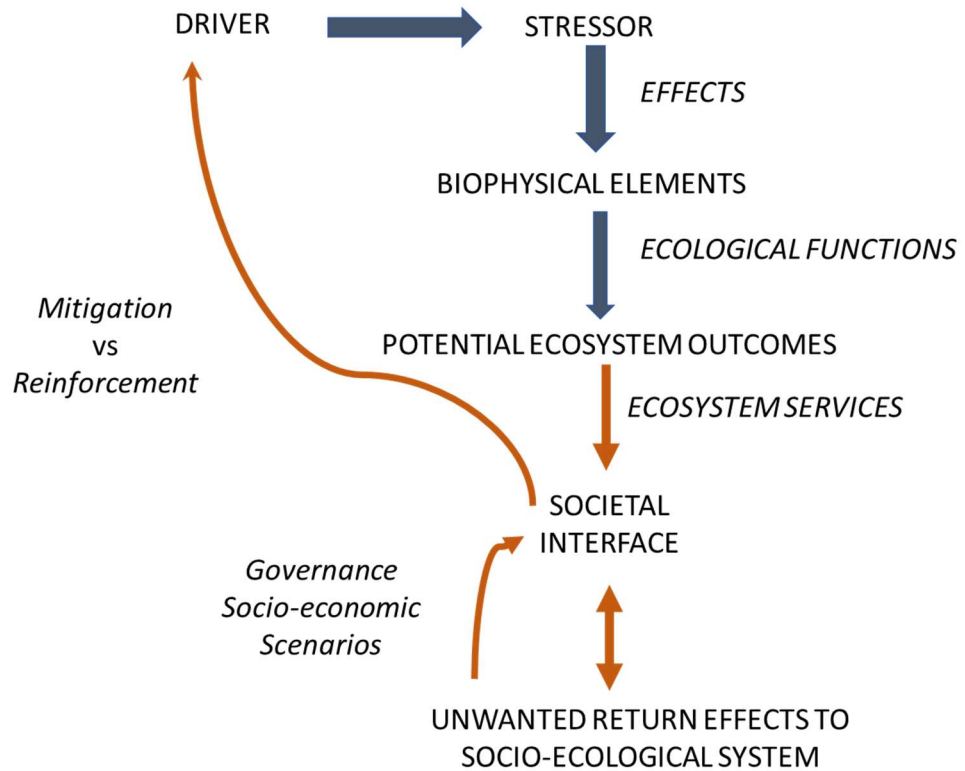 DRIVER
STRESSOR
EFFECTS
BIOPHYSICAL ELEMENTS
ECOLOGICAL FUNCTIONS
Mitigation
vs
Reinforcement
POTENTIAL ECOSYSTEM OUTCOMES
ECOSYSTEM SERVICES
SOCIETAL
INTERFACE
Governance
Socio-economic
Scenarios
UNWANTED RETURN EFFECTS TO
SOCIO-ECOLOGICAL SYSTEM